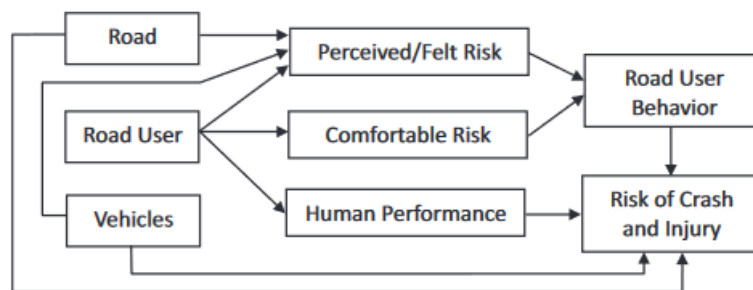 Road
Perceived/Felt Risk
Road User
Behavior
Road User
Comfortable Risk
Vehicles
Human Performance
Risk of Crash
and Injury